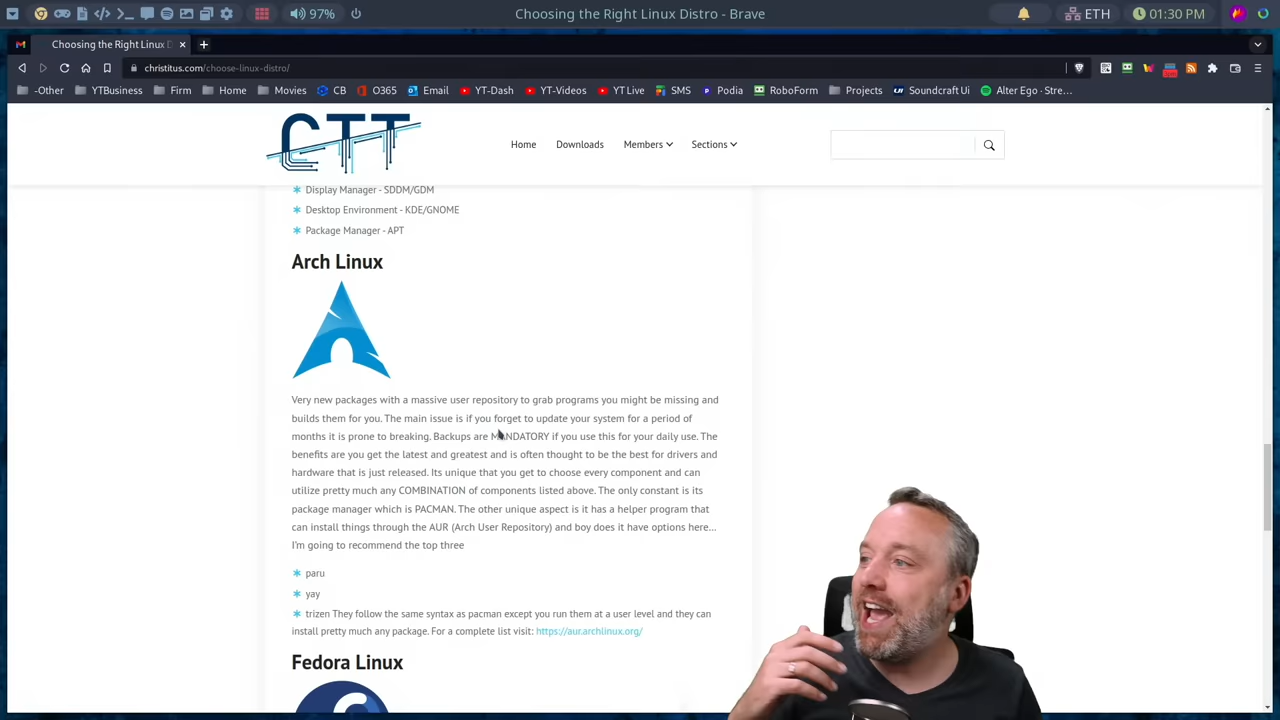 97%
Choosing the Right Linux Distro - Brave
ETH
01:30 PM
Choosing the Right Linux D
christitus.com/choose-linux-distro/
-Other
YTBusiness
Firm
Home
Movies
CB
O365
Email
YT-Dash
YT-Videos
YT Live
SMS
Podia
RoboForm
Projects
Soundcraft Ui
Alter Ego - Stre...
CTT
Home
Downloads
Members
Sections
Display Manager - SDDM/GDM
Desktop Environment - KDE/GNOME
Package Manager - APT
Arch Linux
Very new packages with a massive user repository to grab programs you might be missing and
builds them for you. The main issue is if you forget to update your system for a period of
months it is prone to breaking. Backups are MANDATORY if you use this for your daily use. The
benefits are you get the latest and greatest and is often thought to be the best for drivers and
hardware that is just released. Its unique that you get to choose every component and can
utilize pretty much any COMBINATION of components listed above. The only constant is its
package manager which is PACMAN. The other unique aspect is it has a helper program that
can install things through the AUR (Arch User Repository) and boy does it have options here...
I'm going to recommend the top three
paru
yay
trizen They follow the same syntax as pacman except you run them at a user level and they can
install pretty much any package. For a complete list visit: https://aur.archlinux.org/
Fedora Linux